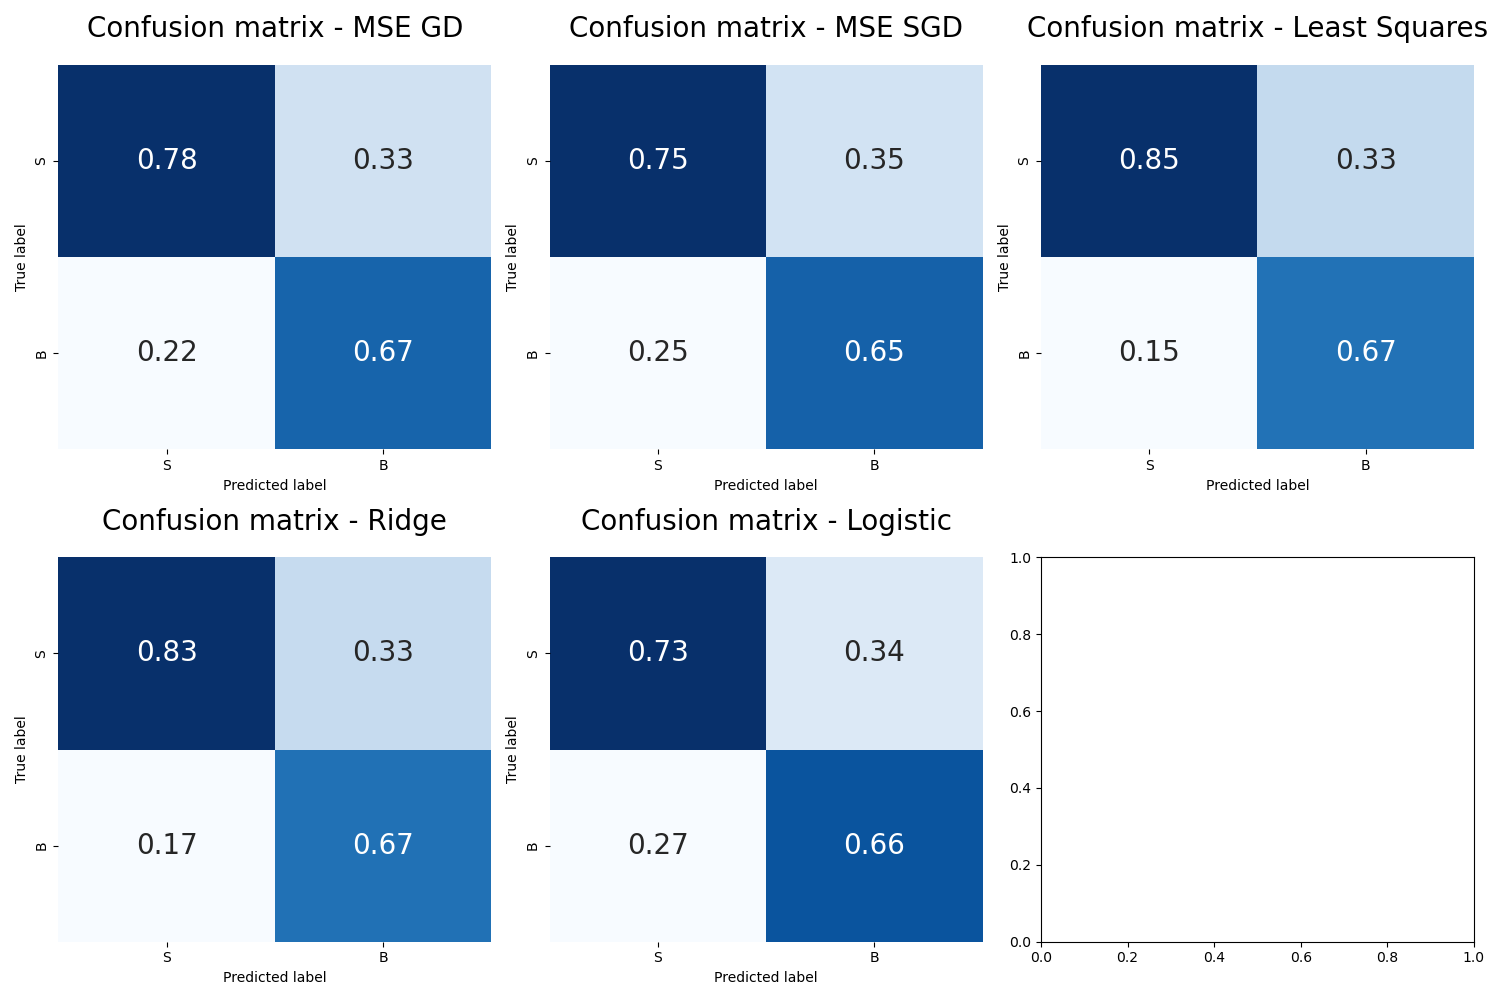 Confusion matrix - MSE GD
True label
S
0.78
0.33
B
0.22
0.67
S
B
Predicted label
Confusion matrix - MSE SGD
True label
S
0.75
0.35
B
0.25
0.65
S
B
Predicted label
Confusion matrix - Least Squares
True label
S
0.85
0.33
B
0.15
0.67
S
B
Predicted label
Confusion matrix - Ridge
True label
S
0.83
0.33
B
0.17
0.67
S
B
Predicted label
Confusion matrix - Logistic
True label
S
0.73
0.34
B
0.27
0.66
S
B
Predicted label
1.0
0.8
0.6
0.4
0.2
0.0
0.0 0.2 0.4 0.6 0.8 1.0